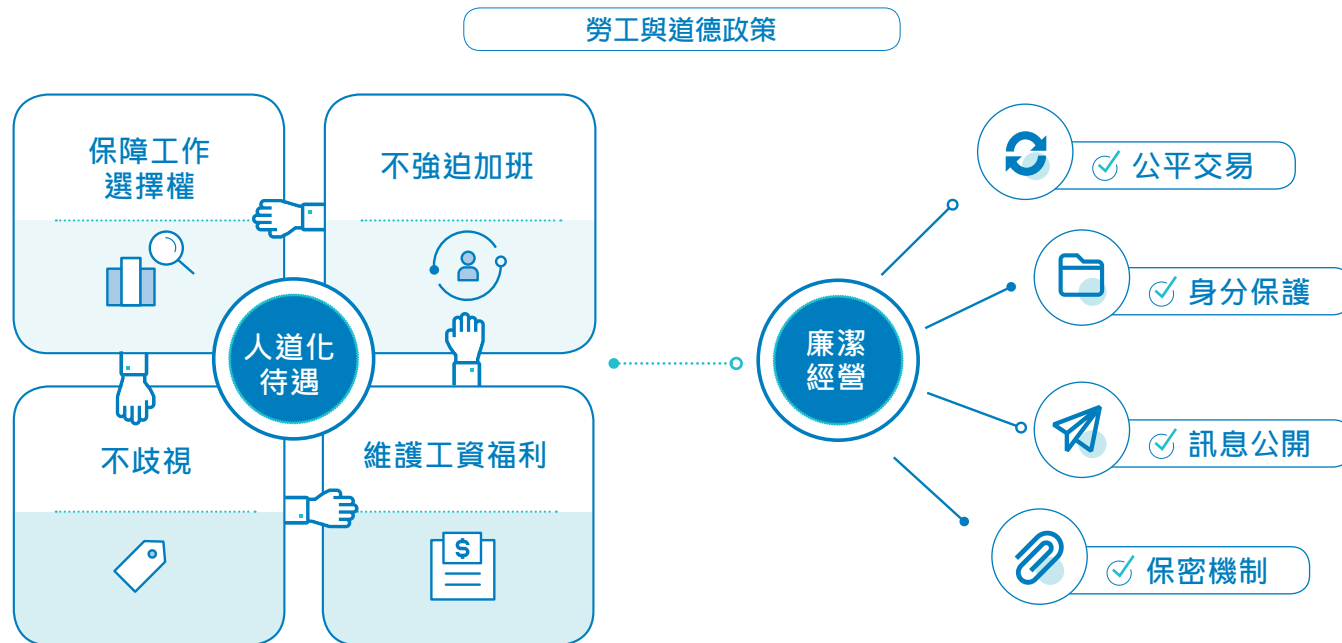 勞工與道德政策
保障工作
選擇權
不強迫加班
人道化
待遇
不歧視
維護工資福利
$
廉潔
經營
公平交易
身分保護
訊息公開
保密機制